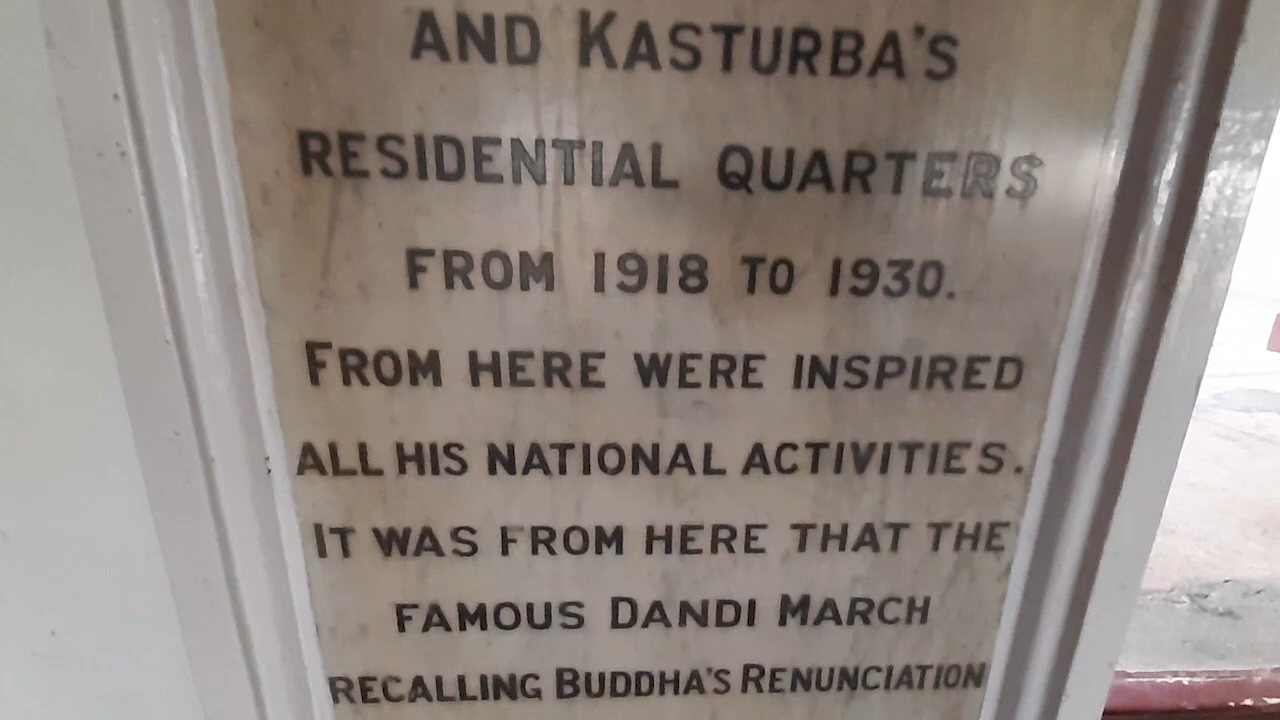 AND KASTURBA'S
RESIDENTIAL QUARTERS
FROM 1918 TO 1930.
FROM HERE WERE INSPIRED
ALL HIS NATIONAL ACTIVITIES.
IT WAS FROM HERE THAT THE
FAMOUS DANDI MARCH
RECALLING BUDDHA'S RENUNCIATION